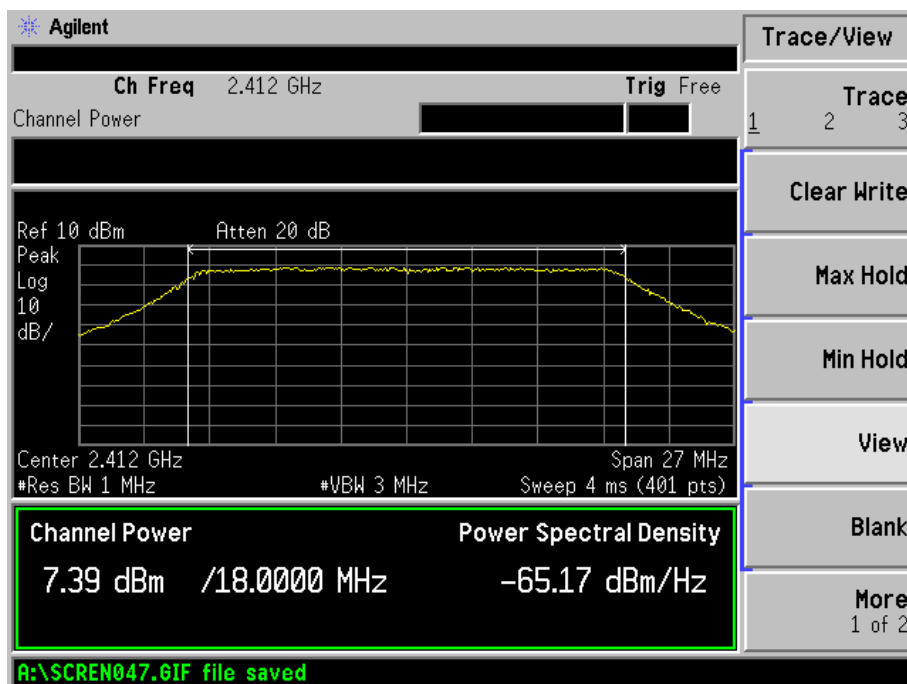 Agilent
Ch Freq 2.412 GHz Trig Free
Channel Power
Ref 10 dBm Atten 20 dB
Peak
Log
10
dB/
Center 2.412 GHz Span 27 MHz
#Res BW 1 MHz #VBW 3 MHz Sweep 4 ms (401 pts)
Channel Power Power Spectral Density
7.39 dBm /18.0000 MHz -65.17 dBm/Hz
A:\SCREN047.GIF file saved
Trace/View
Trace
1 2 3
Clear Write
Max Hold
Min Hold
View
Blank
More
1 of 2